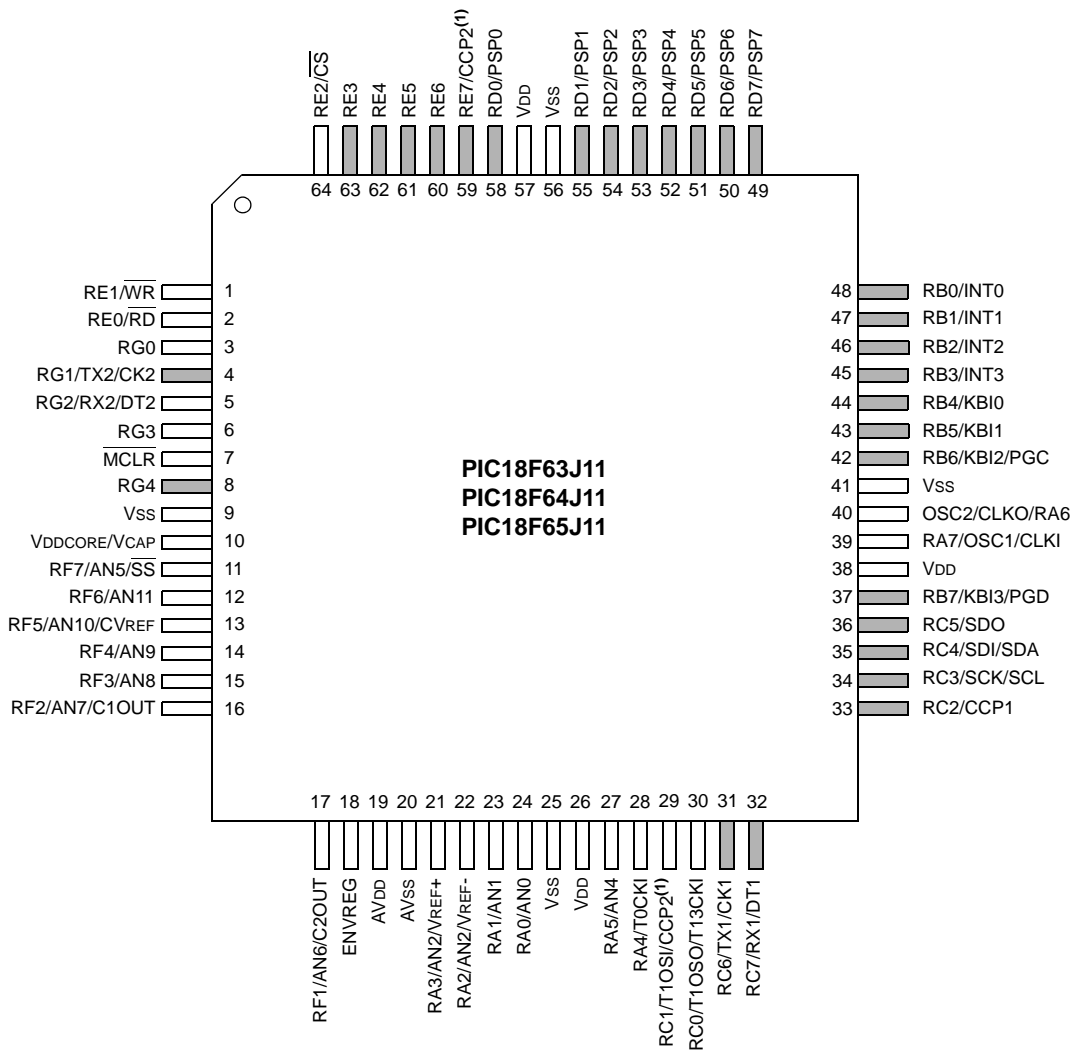 RE2/CS
RE3
RE4
RE5
RE6
RE7/CCP2(1)
RD0/PSP0
VDD
VSS
RD1/PSP1
RD2/PSP2
RD3/PSP3
RD4/PSP4
RD5/PSP5
RD6/PSP6
RD7/PSP7
64 63 62 61 60 59 58 57 56 55 54 53 52 51 50 49
RE1/WR 1
RE0/RD 2
RG0 3
RG1/TX2/CK2 4
RG2/RX2/DT2 5
RG3 6
MCLR 7
RG4 8
VSS 9
VDDCORE/VCAP 10
RF7/AN5/SS 11
RF6/AN11 12
RF5/AN10/CVREF 13
RF4/AN9 14
RF3/AN8 15
RF2/AN7/C1OUT 16
PIC18F63J11
PIC18F64J11
PIC18F65J11
48 RB0/INT0
47 RB1/INT1
46 RB2/INT2
45 RB3/INT3
44 RB4/KBI0
43 RB5/KBI1
42 RB6/KBI2/PGC
41 VSS
40 OSC2/CLKO/RA6
39 RA7/OSC1/CLKI
38 VDD
37 RB7/KBI3/PGD
36 RC5/SDO
35 RC4/SDI/SDA
34 RC3/SCK/SCL
33 RC2/CCP1
17 18 19 20 21 22 23 24 25 26 27 28 29 30 31 32
RF1/AN6/C2OUT
ENVREG
AVDD
AVSS
RA3/AN2/VREF+
RA2/AN2/VREF-
RA1/AN1
RA0/AN0
VSS
VDD
RA5/AN4
RA4/T0CKI
RC1/T1OSI/CCP2(1)
RC0/T1OSO/T13CKI
RC6/TX1/CK1
RC7/RX1/DT1